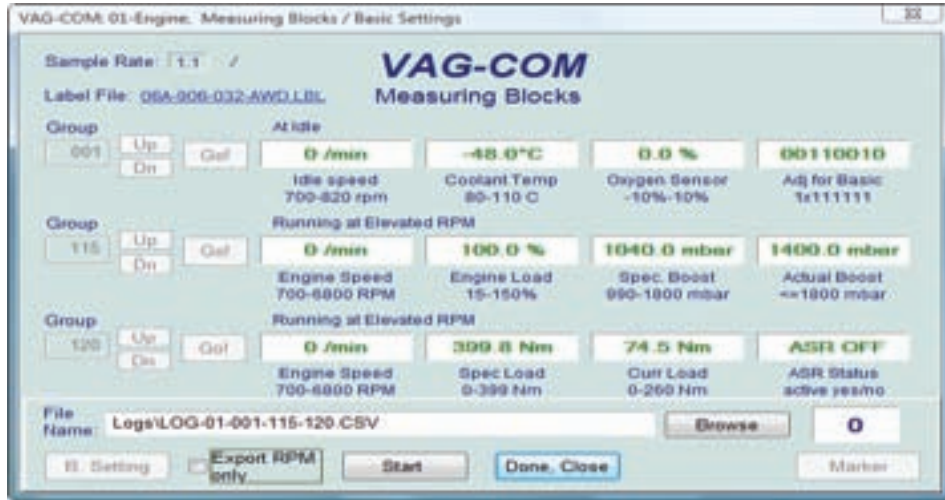 VAG-COM: 01-Engine, Measuring Blocks / Basic Settings
Sample Rate: 1.1 /
VAG-COM
Label File: 06A-906-032-AWD.LBL
Measuring Blocks
Group
At Idle
001 Up Dn Go! 0 /min -48.0°C 0.0 % 00110010
Idle speed Coolant Temp Oxygen Sensor Adj for Basic
700-820 rpm 80-110 C -10%-10% 1x111111
Group
Running at Elevated RPM
115 Up Dn Go! 0 /min 100.0 % 1040.0 mbar 1400.0 mbar
Engine Speed Engine Load Spec. Boost Actual Boost
700-6800 RPM 15-150% 990-1800 mbar <=1800 mbar
Group
Running at Elevated RPM
120 Up Dn Go! 0 /min 399.8 Nm 74.5 Nm ASR OFF
Engine Speed Spec Load Curr Load ASR Status
700-6800 RPM 0-399 Nm 0-260 Nm active yes/no
File
Name: Logs\LOG-01-001-115-120.CSV Browse 0
B. Setting Export RPM only Start Done, Close Marker